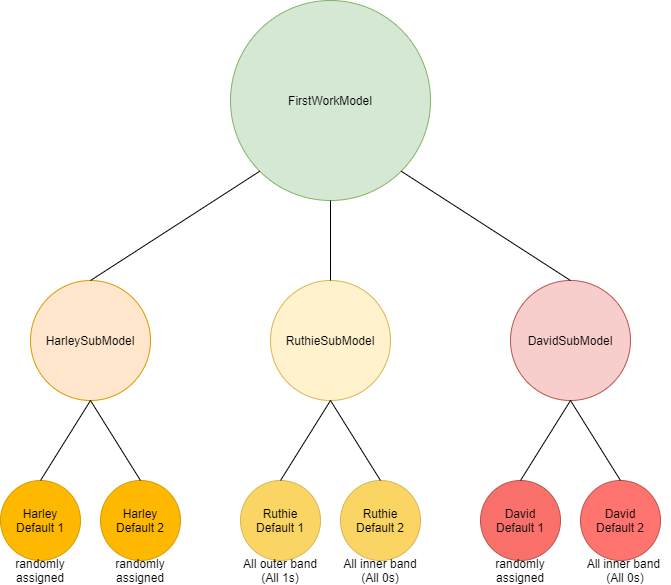 FirstWorkModel
HarleySubModel
RuthieSubModel
DavidSubModel
Harley
Default 1
Harley
Default 2
Ruthie
Default 1
Ruthie
Default 2
David
Default 1
David
Default 2
randomly
assigned
randomly
assigned
All outer band
(All 1s)
All inner band
(All 0s)
randomly
assigned
All inner band
(All 0s)